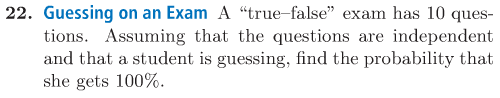 22. Guessing on an Exam A “true–false” exam has 10 ques-
tions. Assuming that the questions are independent
and that a student is guessing, find the probability that
she gets 100%.